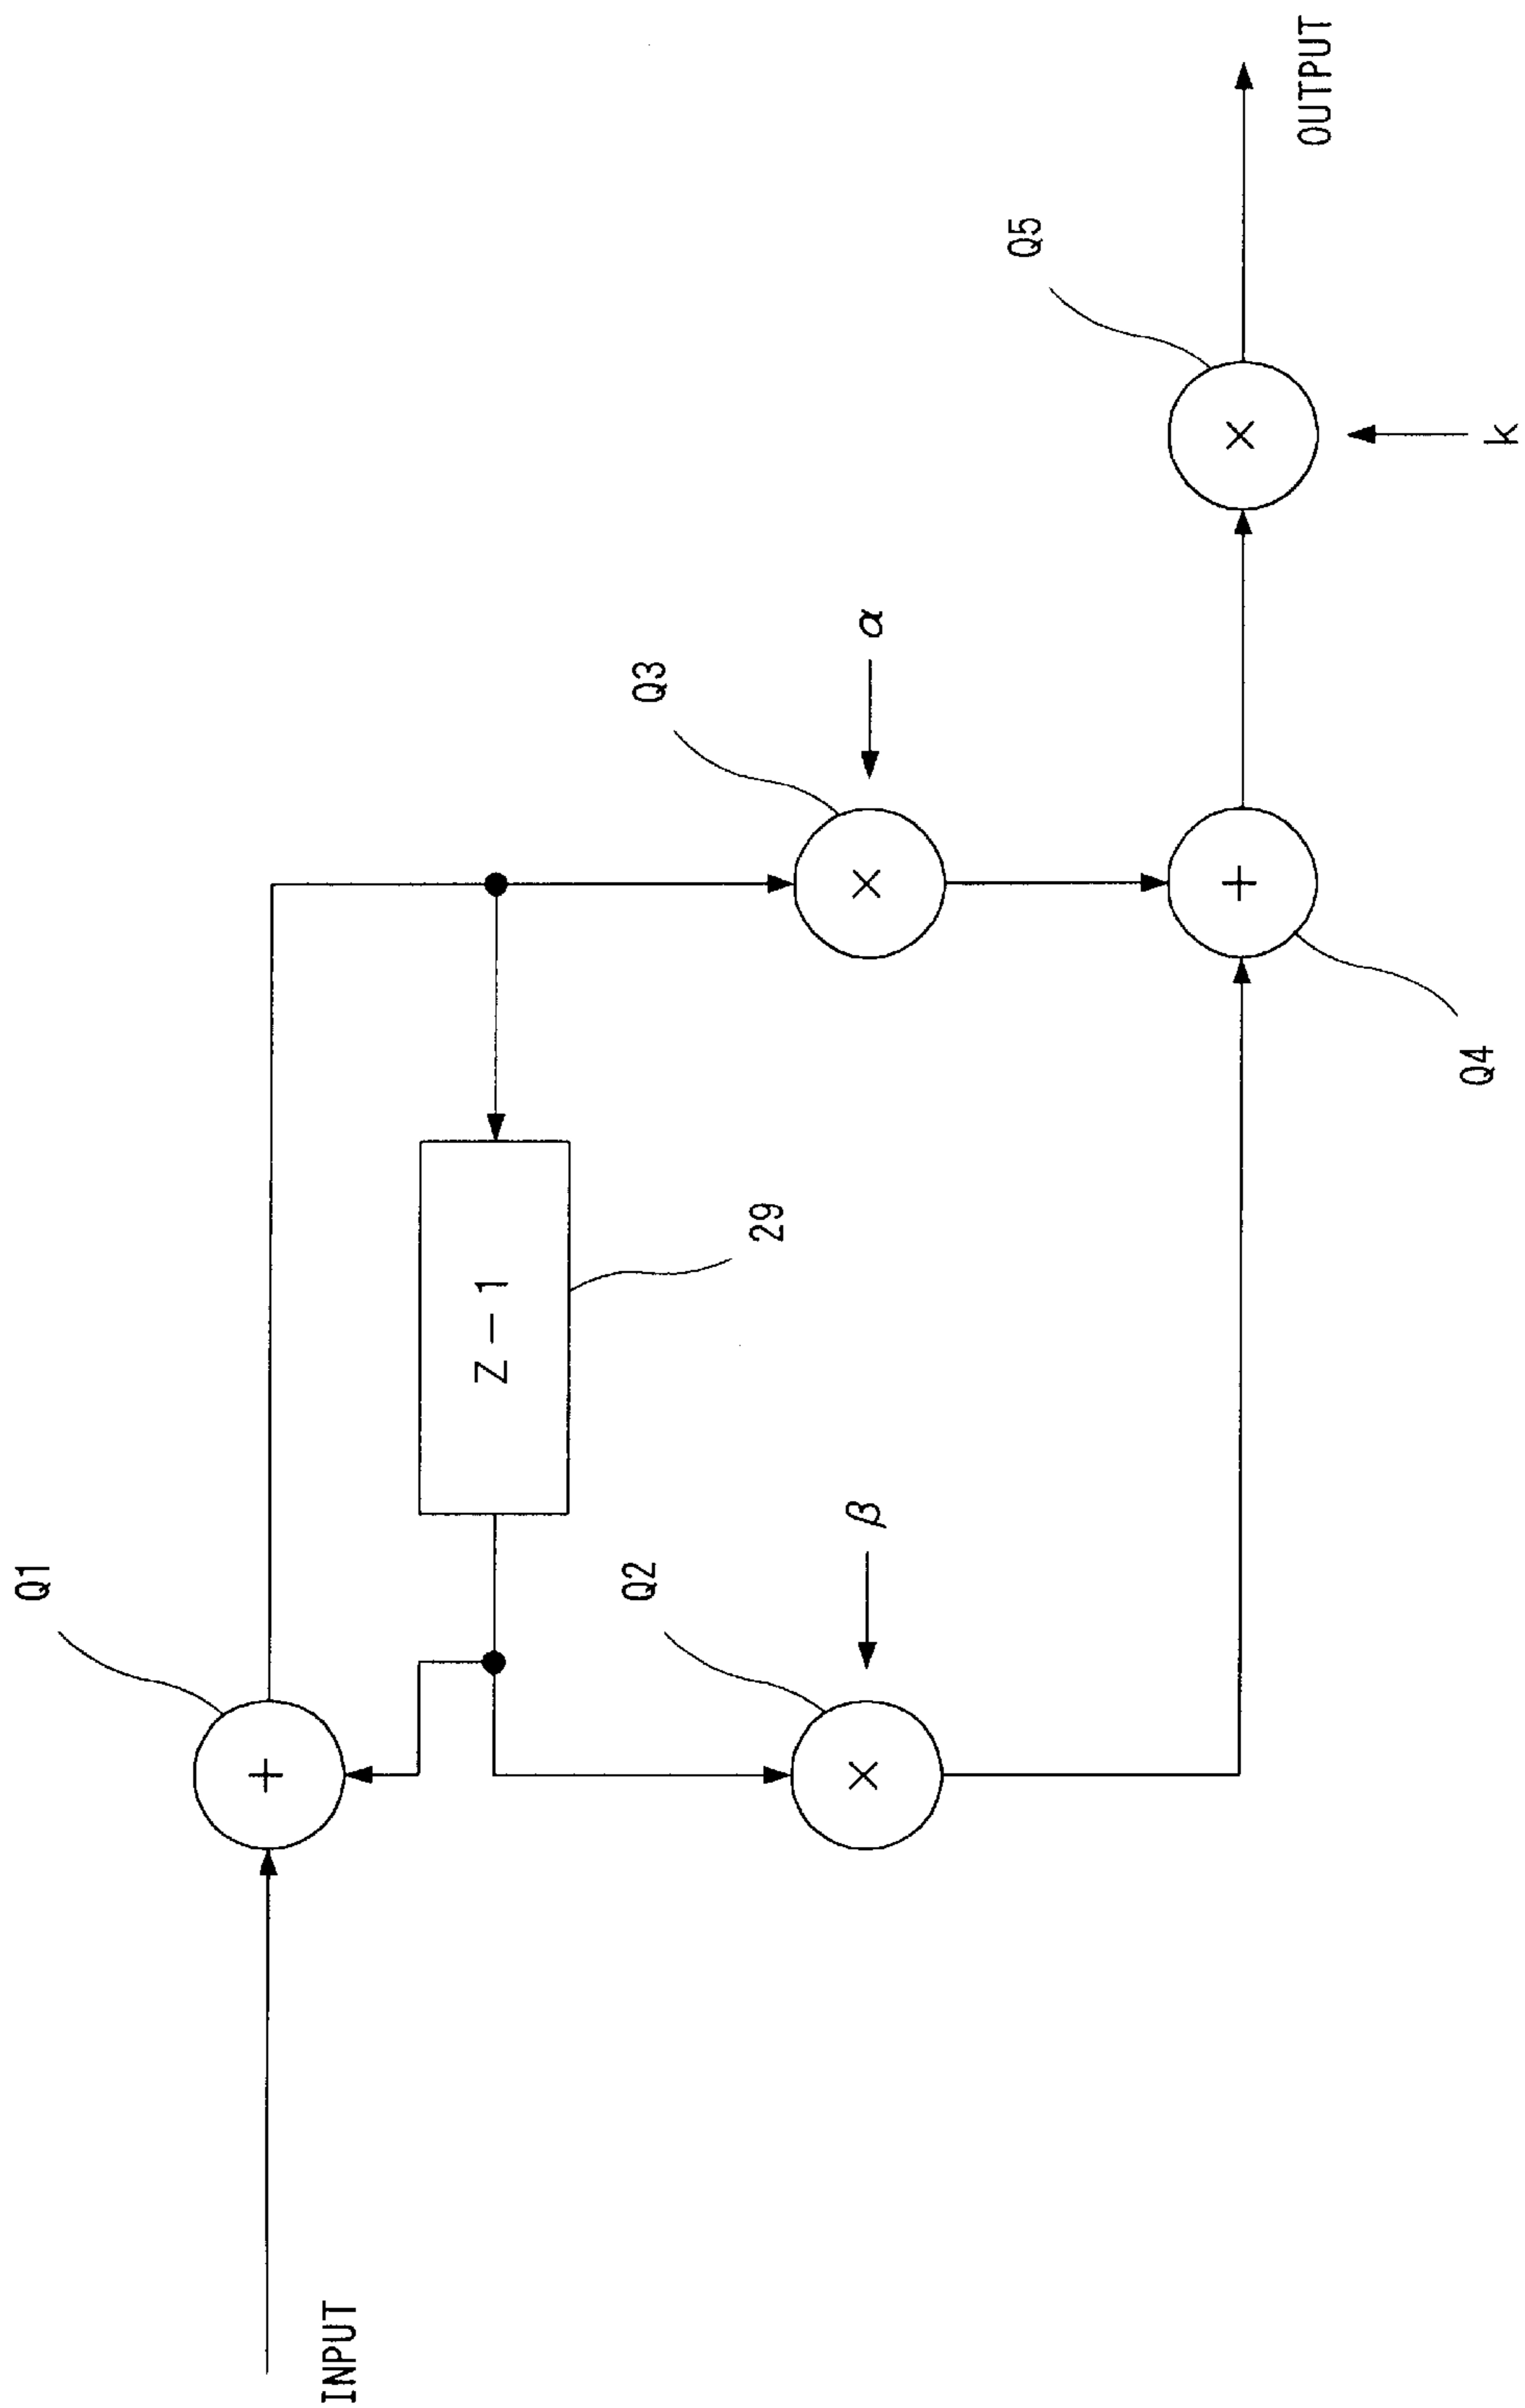 Q1
INPUT
+
Z-1
29
Q2
β
×
Q3
α
×
Q4
+
Q5
×
k
OUTPUT